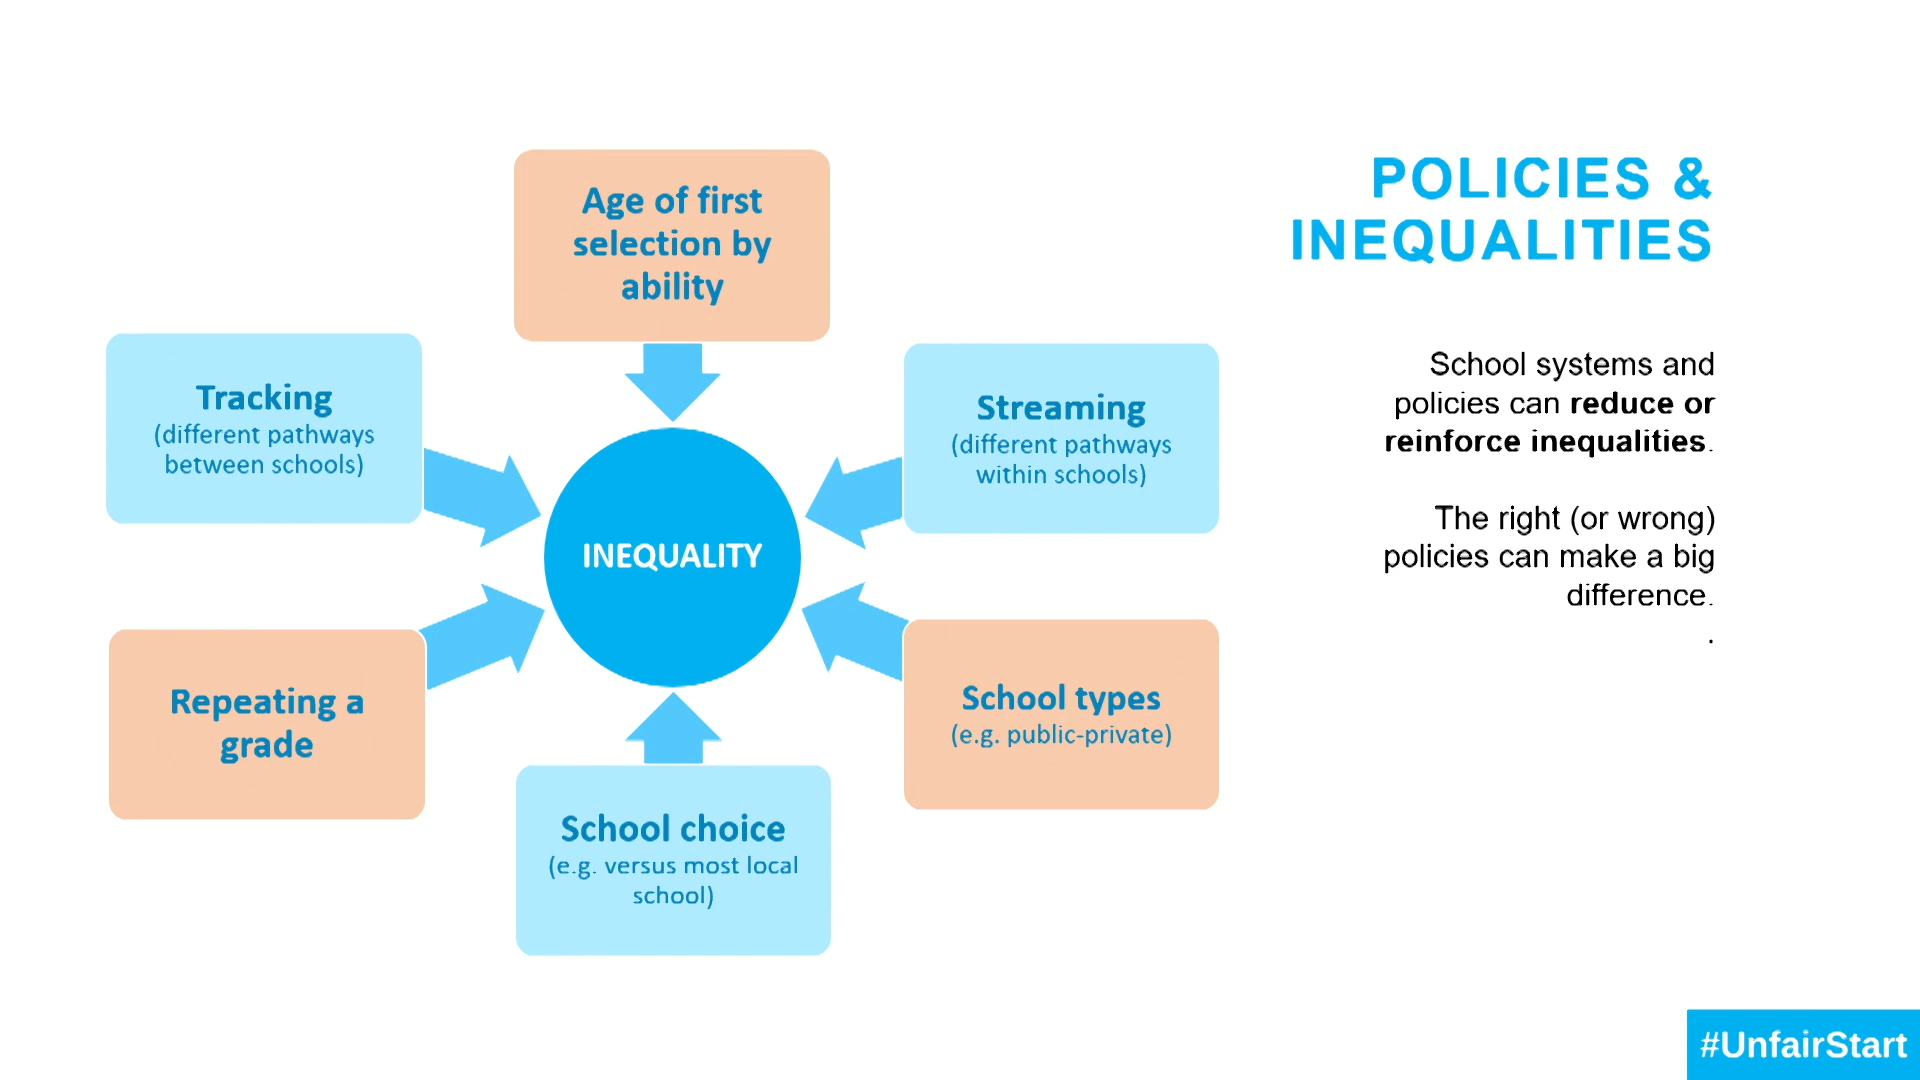 Age of first
selection by
ability
Tracking
(different pathways
between schools)
Streaming
(different pathways
within schools)
INEQUALITY
Repeating a
grade
School types
(e.g. public-private)
School choice
(e.g. versus most local
school)
POLICIES &
INEQUALITIES
School systems and
policies can reduce or
reinforce inequalities.
The right (or wrong)
policies can make a big
difference.
.
#UnfairStart